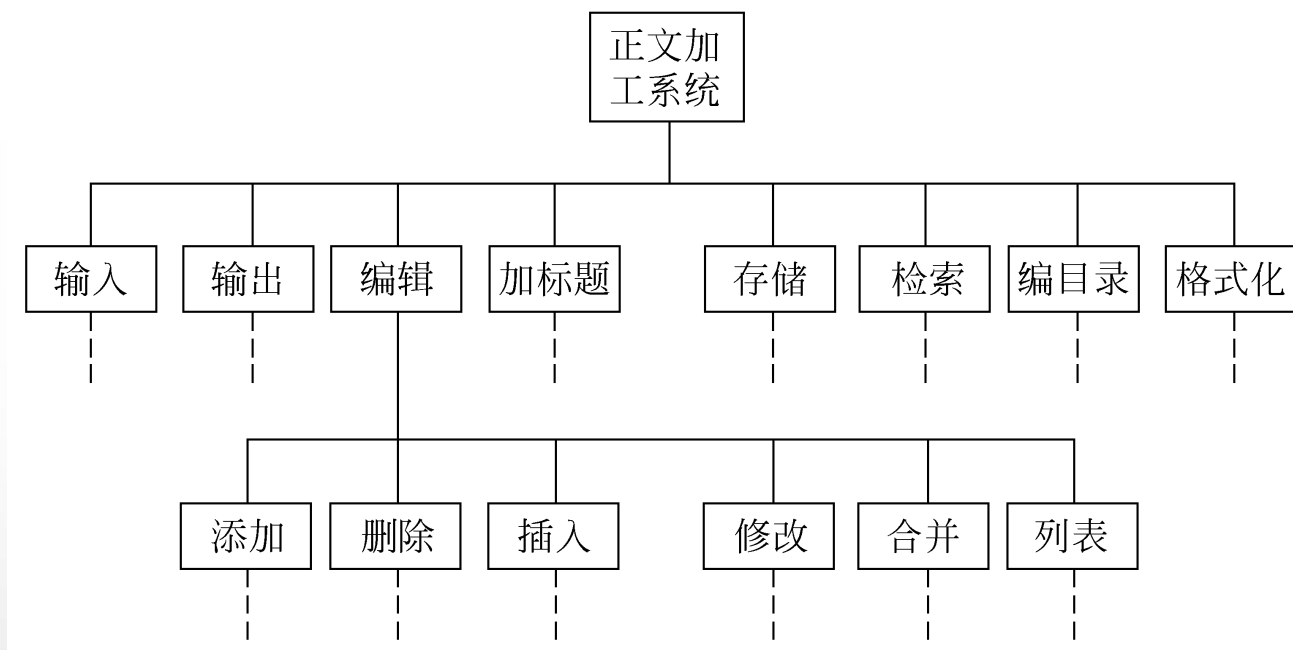 正文加
工系统
输入
输出
编辑
加标题
存储
检索
编目录
格式化
添加
删除
插入
修改
合并
列表